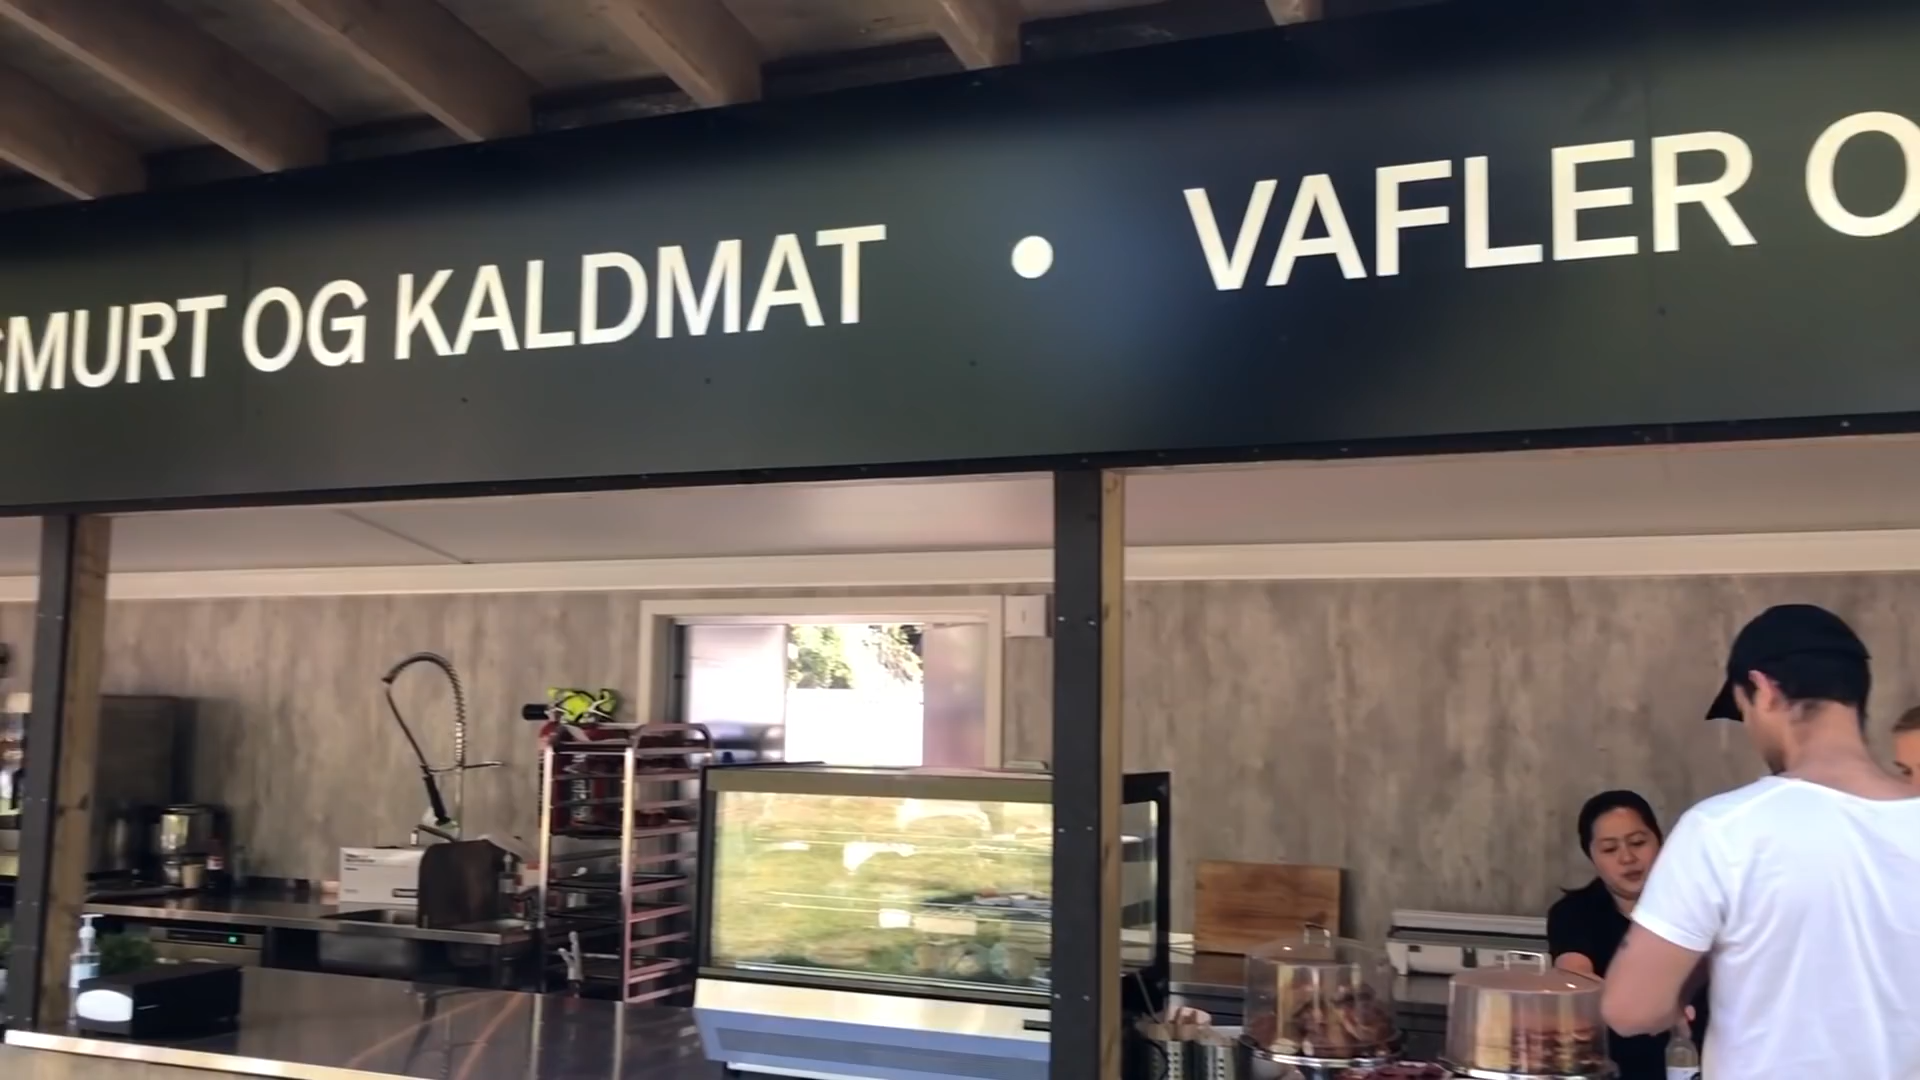 SMURT OG KALDMAT • VAFLER O